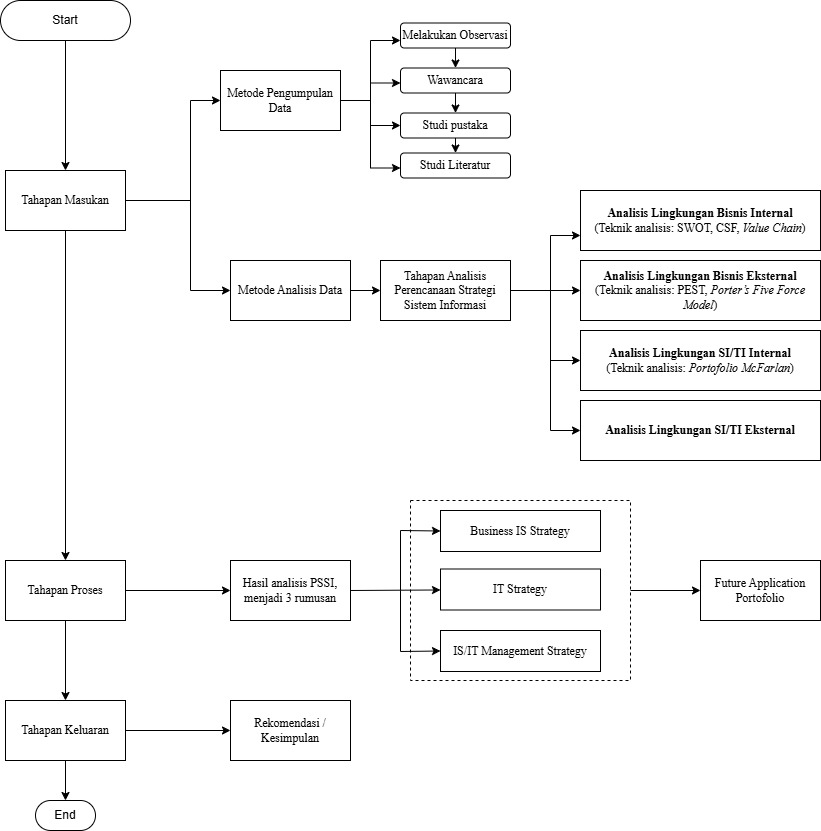 Start
Melakukan Observasi
Wawancara
Studi pustaka
Studi Literatur
Metode Pengumpulan
Data
Tahapan Masukan
Metode Analisis Data
Tahapan Analisis
Perencanaan Strategi
Sistem Informasi
Analisis Lingkungan Bisnis Internal
(Teknik analisis: SWOT, CSF, Value Chain)
Analisis Lingkungan Bisnis Eksternal
(Teknik analisis: PEST, Porter's Five Force
Model)
Analisis Lingkungan SI/TI Internal
(Teknik analisis: Portofolio McFarlan)
Analisis Lingkungan SI/TI Eksternal
Tahapan Proses
Hasil analisis PSSI,
menjadi 3 rumusan
Business IS Strategy
IT Strategy
IS/IT Management Strategy
Future Application
Portofolio
Tahapan Keluaran
Rekomendasi /
Kesimpulan
End